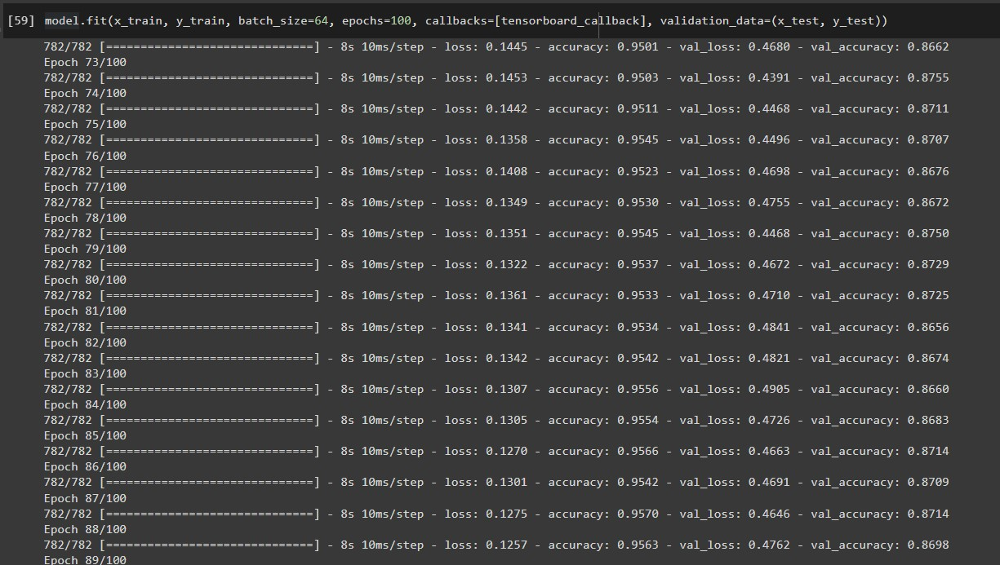 [59] model.fit(x_train, y_train, batch_size=64, epochs=100, callbacks=[tensorboard_callback], validation_data=(x_test, y_test))
782/782 [==============================] - 8s 10ms/step - loss: 0.1445 - accuracy: 0.9501 - val_loss: 0.4680 - val_accuracy: 0.8662
Epoch 73/100
782/782 [==============================] - 8s 10ms/step - loss: 0.1453 - accuracy: 0.9503 - val_loss: 0.4391 - val_accuracy: 0.8755
Epoch 74/100
782/782 [==============================] - 8s 10ms/step - loss: 0.1442 - accuracy: 0.9511 - val_loss: 0.4468 - val_accuracy: 0.8711
Epoch 75/100
782/782 [==============================] - 8s 10ms/step - loss: 0.1358 - accuracy: 0.9545 - val_loss: 0.4496 - val_accuracy: 0.8707
Epoch 76/100
782/782 [==============================] - 8s 10ms/step - loss: 0.1408 - accuracy: 0.9523 - val_loss: 0.4698 - val_accuracy: 0.8676
Epoch 77/100
782/782 [==============================] - 8s 10ms/step - loss: 0.1349 - accuracy: 0.9530 - val_loss: 0.4755 - val_accuracy: 0.8672
Epoch 78/100
782/782 [==============================] - 8s 10ms/step - loss: 0.1351 - accuracy: 0.9545 - val_loss: 0.4468 - val_accuracy: 0.8750
Epoch 79/100
782/782 [==============================] - 8s 10ms/step - loss: 0.1322 - accuracy: 0.9537 - val_loss: 0.4672 - val_accuracy: 0.8729
Epoch 80/100
782/782 [==============================] - 8s 10ms/step - loss: 0.1361 - accuracy: 0.9533 - val_loss: 0.4710 - val_accuracy: 0.8725
Epoch 81/100
782/782 [==============================] - 8s 10ms/step - loss: 0.1341 - accuracy: 0.9534 - val_loss: 0.4841 - val_accuracy: 0.8656
Epoch 82/100
782/782 [==============================] - 8s 10ms/step - loss: 0.1342 - accuracy: 0.9542 - val_loss: 0.4821 - val_accuracy: 0.8674
Epoch 83/100
782/782 [==============================] - 8s 10ms/step - loss: 0.1307 - accuracy: 0.9556 - val_loss: 0.4905 - val_accuracy: 0.8660
Epoch 84/100
782/782 [==============================] - 8s 10ms/step - loss: 0.1305 - accuracy: 0.9554 - val_loss: 0.4726 - val_accuracy: 0.8683
Epoch 85/100
782/782 [==============================] - 8s 10ms/step - loss: 0.1270 - accuracy: 0.9566 - val_loss: 0.4663 - val_accuracy: 0.8714
Epoch 86/100
782/782 [==============================] - 8s 10ms/step - loss: 0.1301 - accuracy: 0.9542 - val_loss: 0.4691 - val_accuracy: 0.8709
Epoch 87/100
782/782 [==============================] - 8s 10ms/step - loss: 0.1275 - accuracy: 0.9570 - val_loss: 0.4646 - val_accuracy: 0.8714
Epoch 88/100
782/782 [==============================] - 8s 10ms/step - loss: 0.1257 - accuracy: 0.9563 - val_loss: 0.4762 - val_accuracy: 0.8698
Epoch 89/100